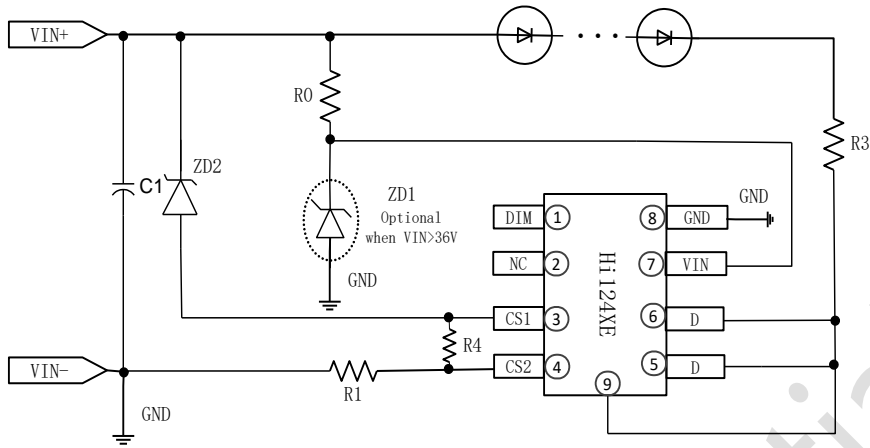 VIN+
R0
R3
ZD2
C1
ZD1
Optional
when VIN>36V
GND
GND
DIM
1
8
GND
NC
2
7
VIN
Hi124XE
CS1
3
6
D
R4
CS2
4
5
D
9
VIN-
R1
GND